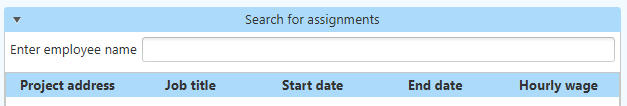 Search for assignments
Enter employee name
Project address Job title Start date End date Hourly wage